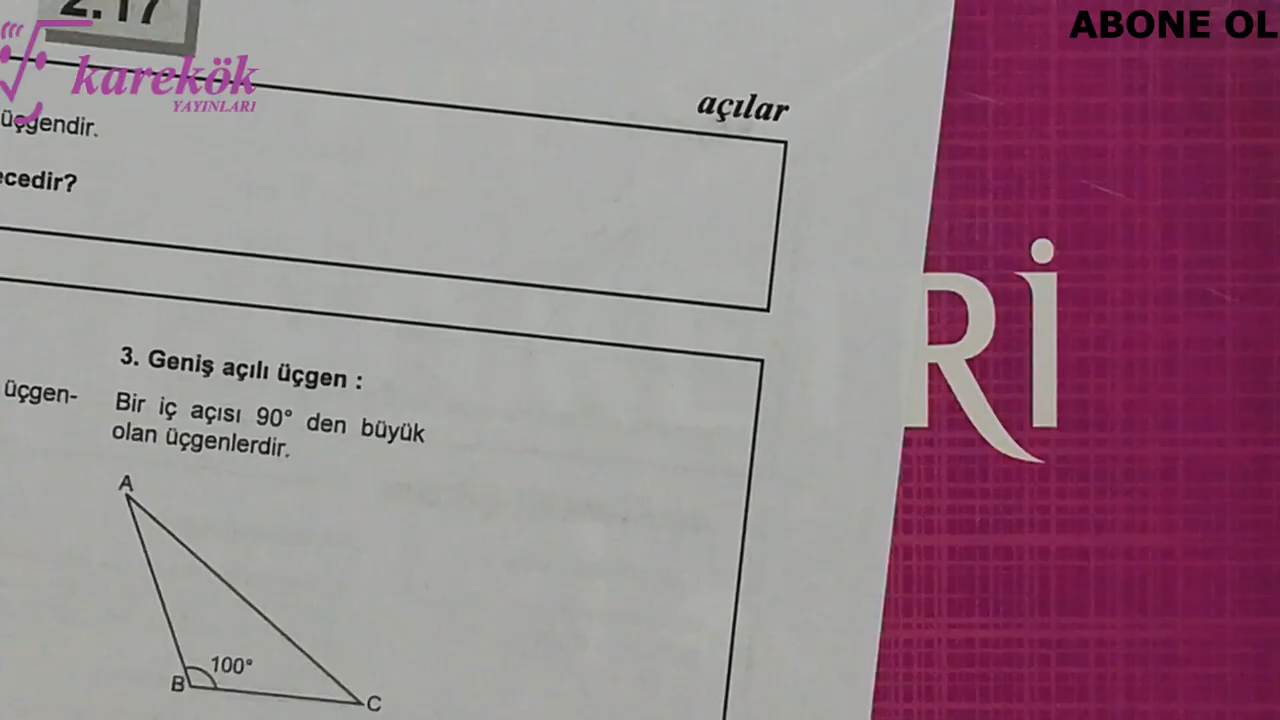 2.17
ABONE OL
karekök
YAYINLARI
açılar
üçgendir.
ecedir?
Rİ
3. Geniş açılı üçgen :
üçgen-
Bir iç açısı 90° den büyük
olan üçgenlerdir.
A
100°
B
C